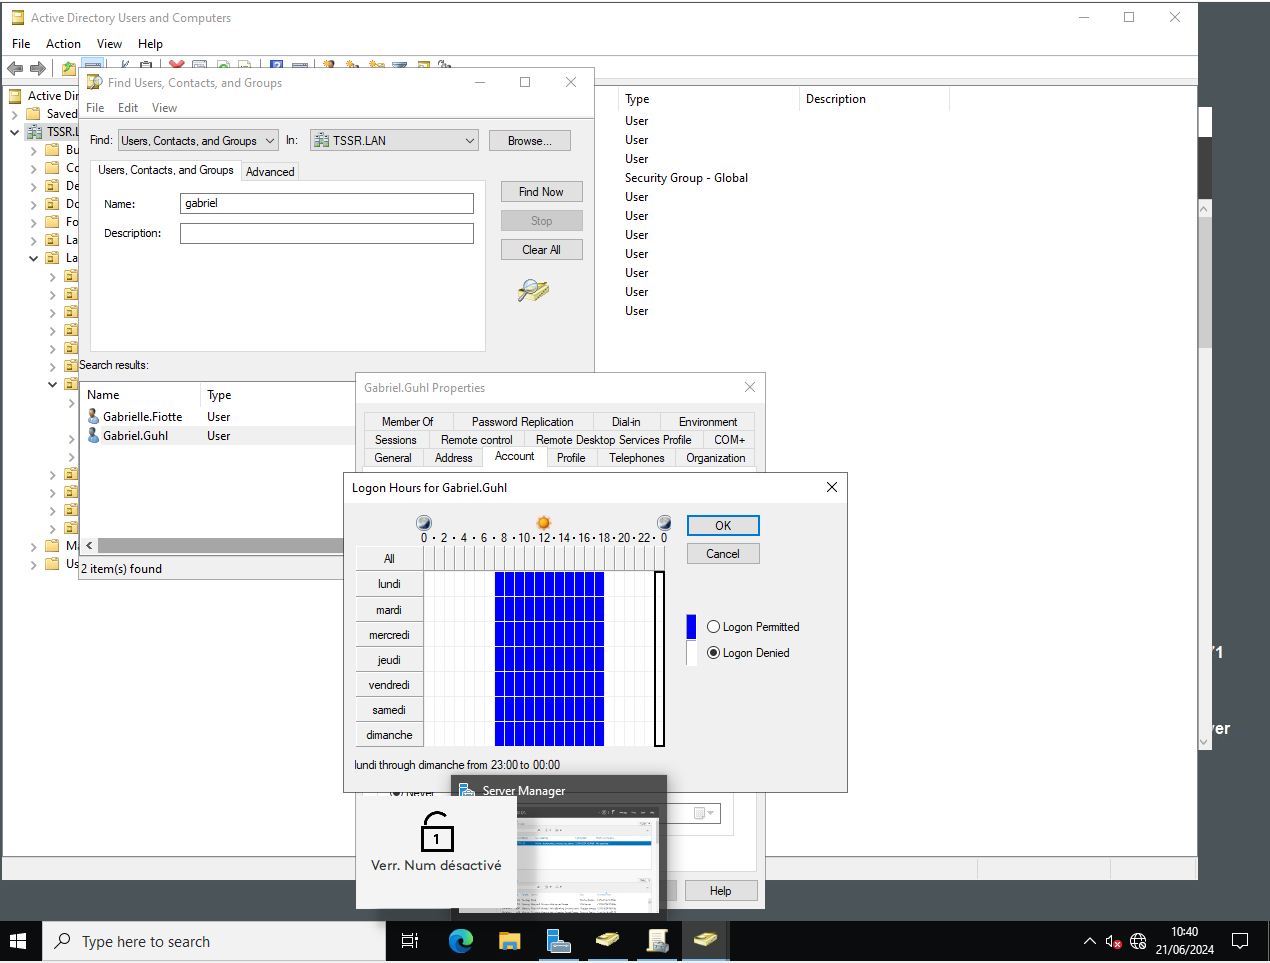 Active Directory Users and Computers
File Action View Help
Active Dir
Saved
TSSR.L
Bu
Co
De
Do
Fo
La
La
Ma
Us
Find Users, Contacts, and Groups
File Edit View
Find: Users, Contacts, and Groups In: TSSR.LAN Browse...
Users, Contacts, and Groups Advanced
Name: gabriel
Description:
Find Now
Stop
Clear All
Search results:
Name Type
Gabrielle.Fiotte User
Gabriel.Guhl User
2 item(s) found
Type Description
User
User
User
Security Group - Global
User
User
User
User
User
User
User
Gabriel.Guhl Properties
Member Of Password Replication Dial-in Environment
Sessions Remote control Remote Desktop Services Profile COM+
General Address Account Profile Telephones Organization
Logon Hours for Gabriel.Guhl
0 · 2 · 4 · 6 · 8 · 10 · 12 · 14 · 16 · 18 · 20 · 22 · 0
All
lundi
mardi
mercredi
jeudi
vendredi
samedi
dimanche
OK
Cancel
Logon Permitted
Logon Denied
lundi through dimanche from 23:00 to 00:00
Never
Server Manager
1
Verr. Num désactivé
Help
71
ver
Type here to search
10:40
21/06/2024